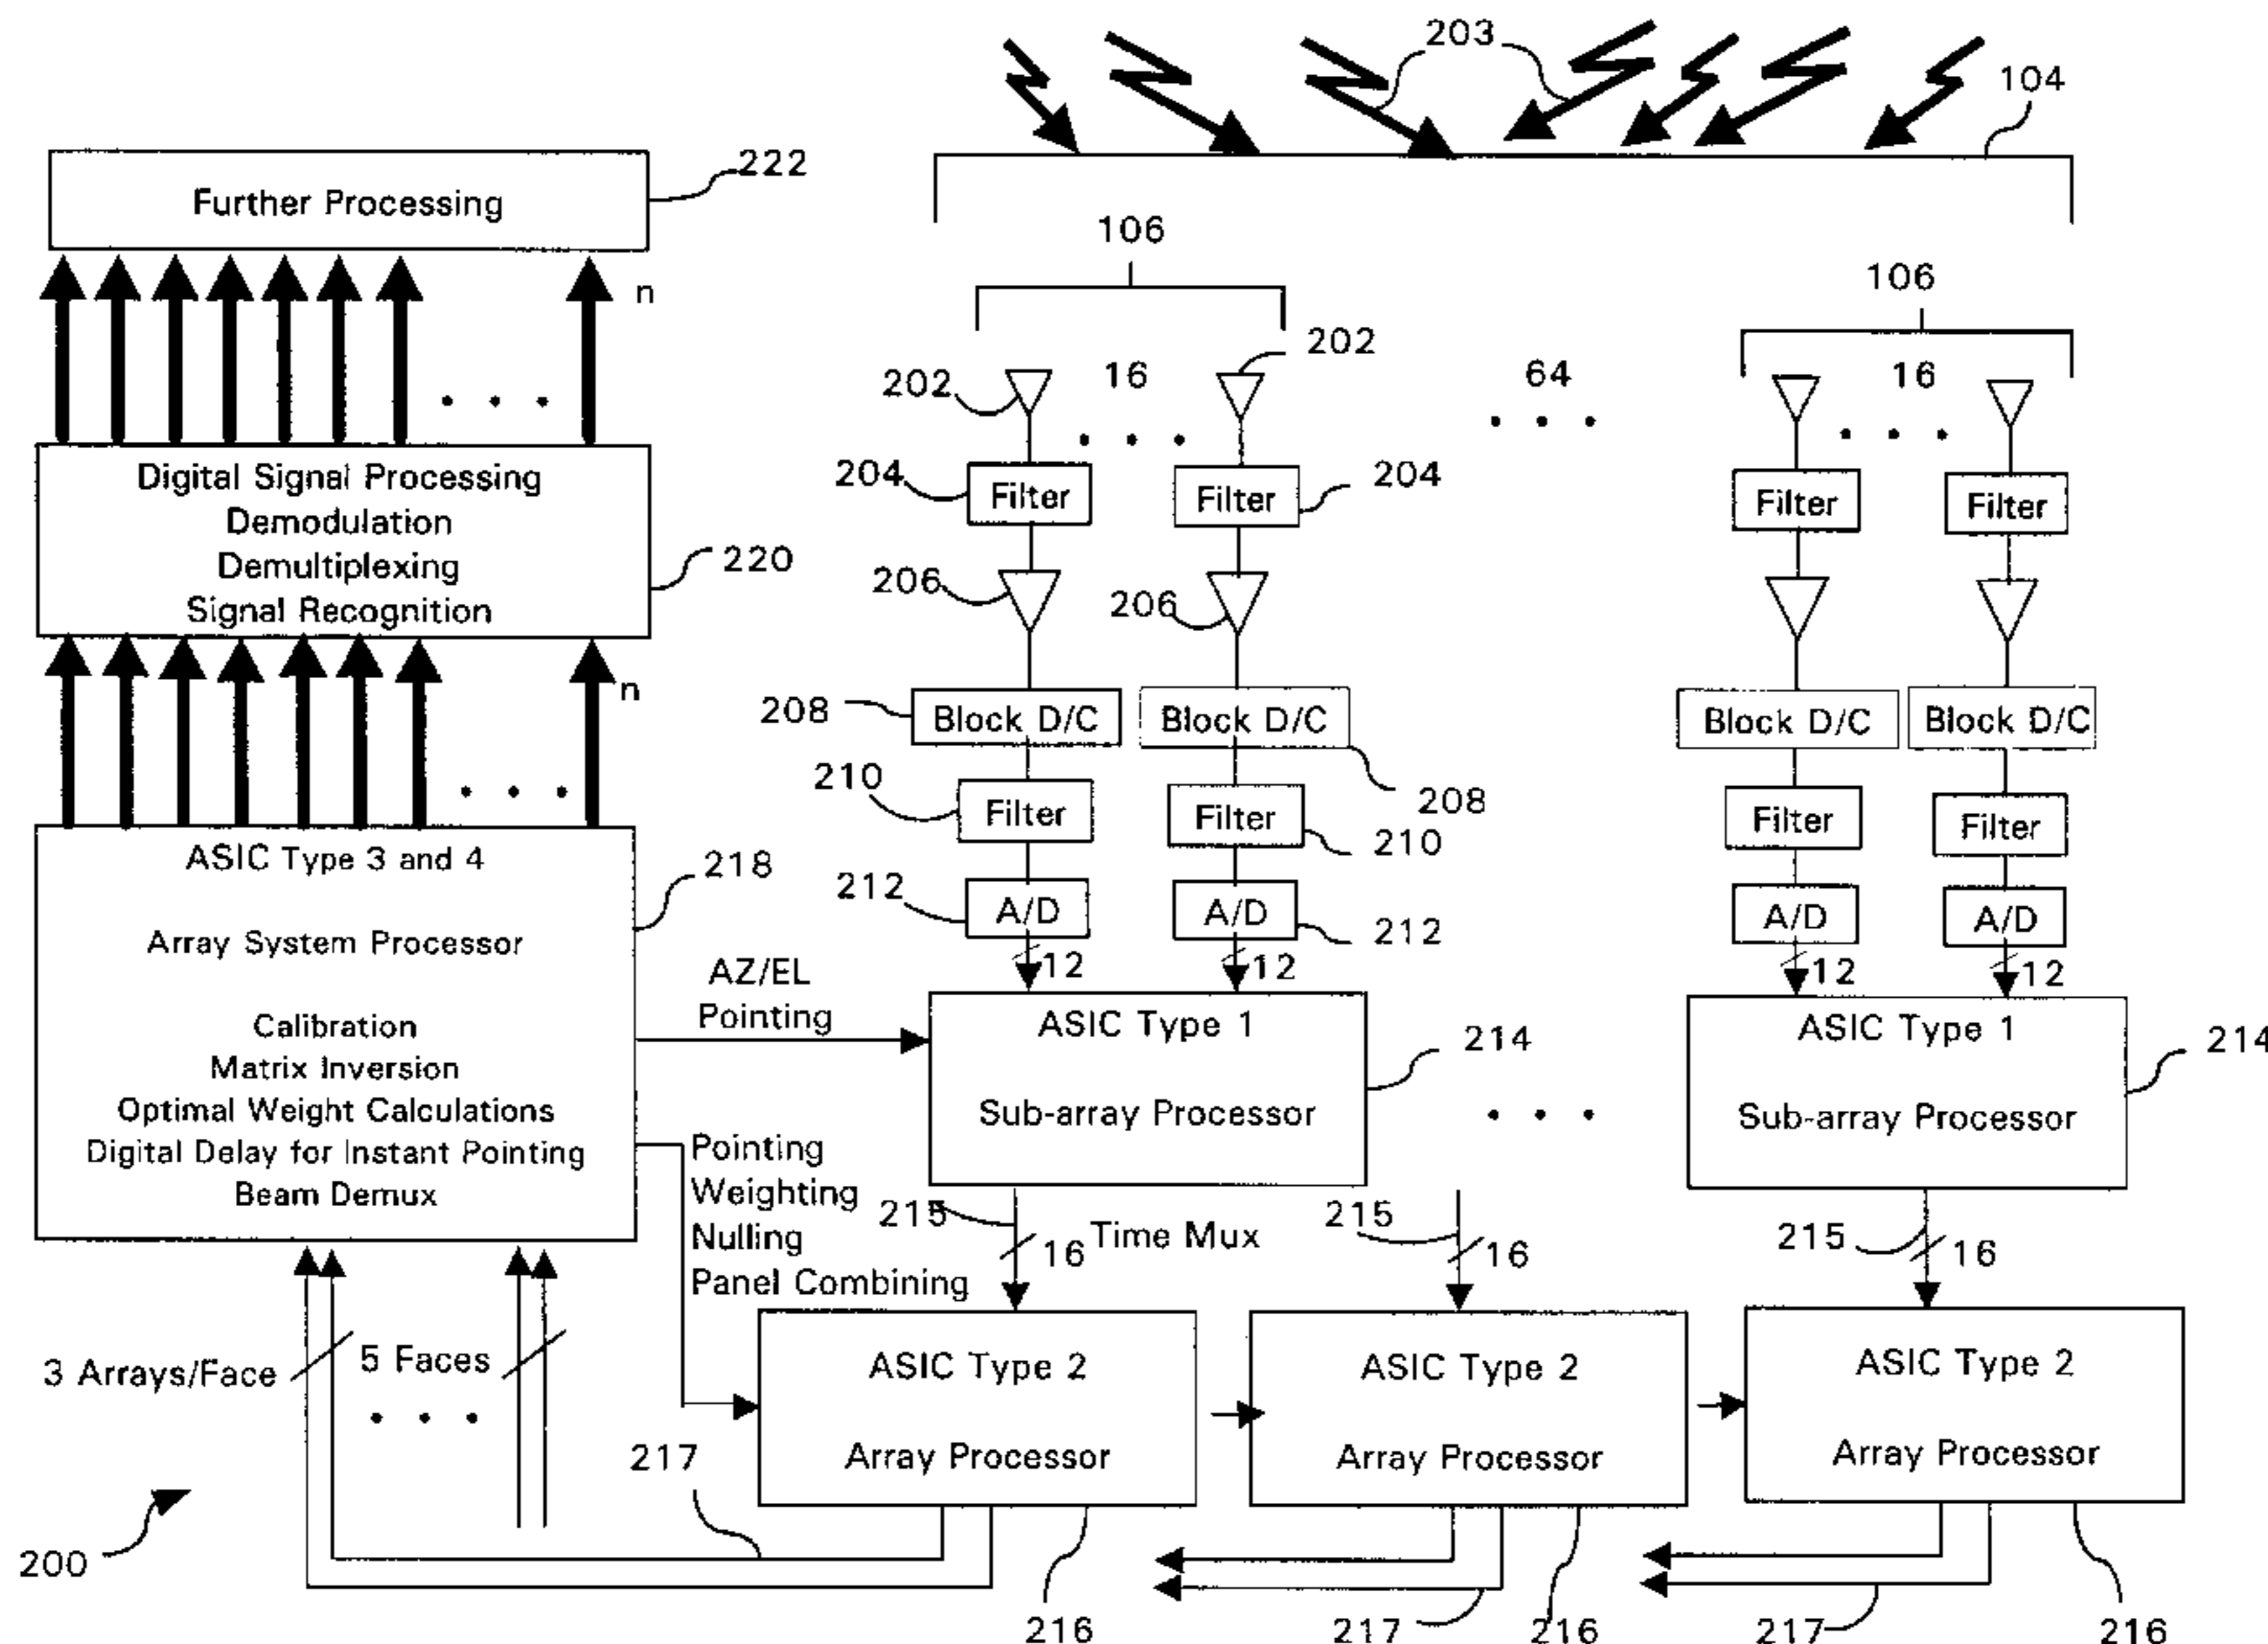 203
104
222
Further Processing
106
106
n
202
202
16
64
16
Digital Signal Processing
Demodulation
Demultiplexing
Signal Recognition
220
204
Filter
Filter
204
Filter
Filter
206
206
n
208
Block D/C
Block D/C
208
Block D/C
Block D/C
210
Filter
Filter
210
Filter
Filter
212
A/D
A/D
212
A/D
A/D
12
12
12
12
ASIC Type 3 and 4
218
Array System Processor
Calibration
Matrix Inversion
Optimal Weight Calculations
Digital Delay for Instant Pointing
Beam Demux
AZ/EL
Pointing
ASIC Type 1
Sub-array Processor
214
ASIC Type 1
Sub-array Processor
214
Pointing
Weighting
Nulling
Panel Combining
215
16
Time Mux
215
16
215
16
3 Arrays/Face
5 Faces
ASIC Type 2
Array Processor
ASIC Type 2
Array Processor
ASIC Type 2
Array Processor
217
200
216
217
216
217
216